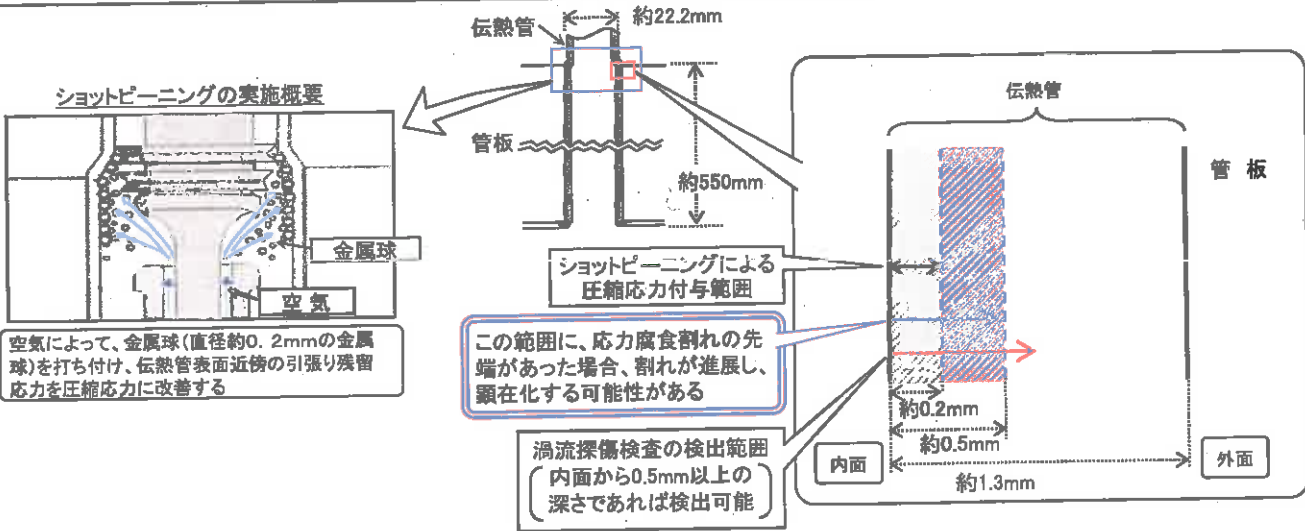 ショットピーニングの実施概要
金属球
空気
空気によって、金属球(直径約0.2mmの金属
球)を打ち付け、伝熱管表面近傍の引張り残留
応力を圧縮応力に改善する
伝熱管
約22.2mm
管板
約550mm
ショットピーニングによる
圧縮応力付与範囲
この範囲に、応力腐食割れの先
端があった場合、割れが進展し、
顕在化する可能性がある
渦流探傷検査の検出範囲
内面から0.5mm以上の
深さであれば検出可能
伝熱管
管板
約0.2mm
約0.5mm
内面
外面
約1.3mm